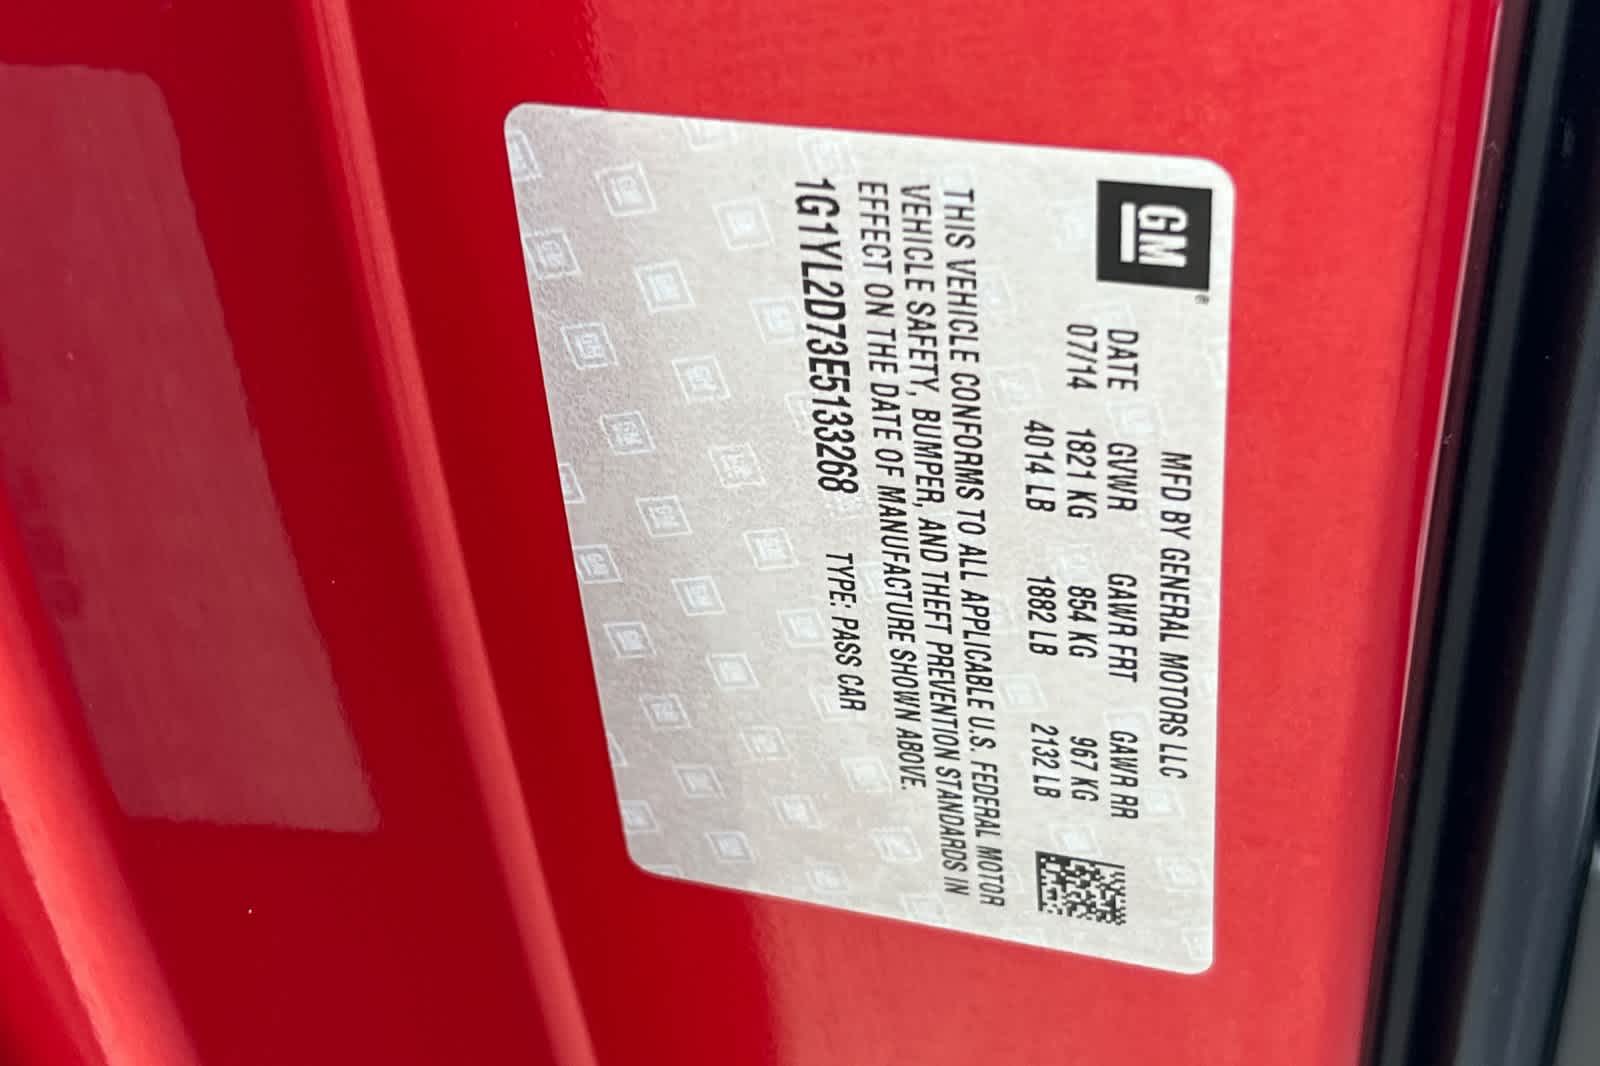 GM®
MFD BY GENERAL MOTORS LLC
DATE GVWR GAWR FRT GAWR RR
07/14 1821 KG 854 KG 967 KG
4014 LB 1882 LB 2132 LB
THIS VEHICLE CONFORMS TO ALL APPLICABLE U.S. FEDERAL MOTOR
VEHICLE SAFETY, BUMPER, AND THEFT PREVENTION STANDARDS IN
EFFECT ON THE DATE OF MANUFACTURE SHOWN ABOVE.
1G1YL2D73E5133268 TYPE: PASS CAR